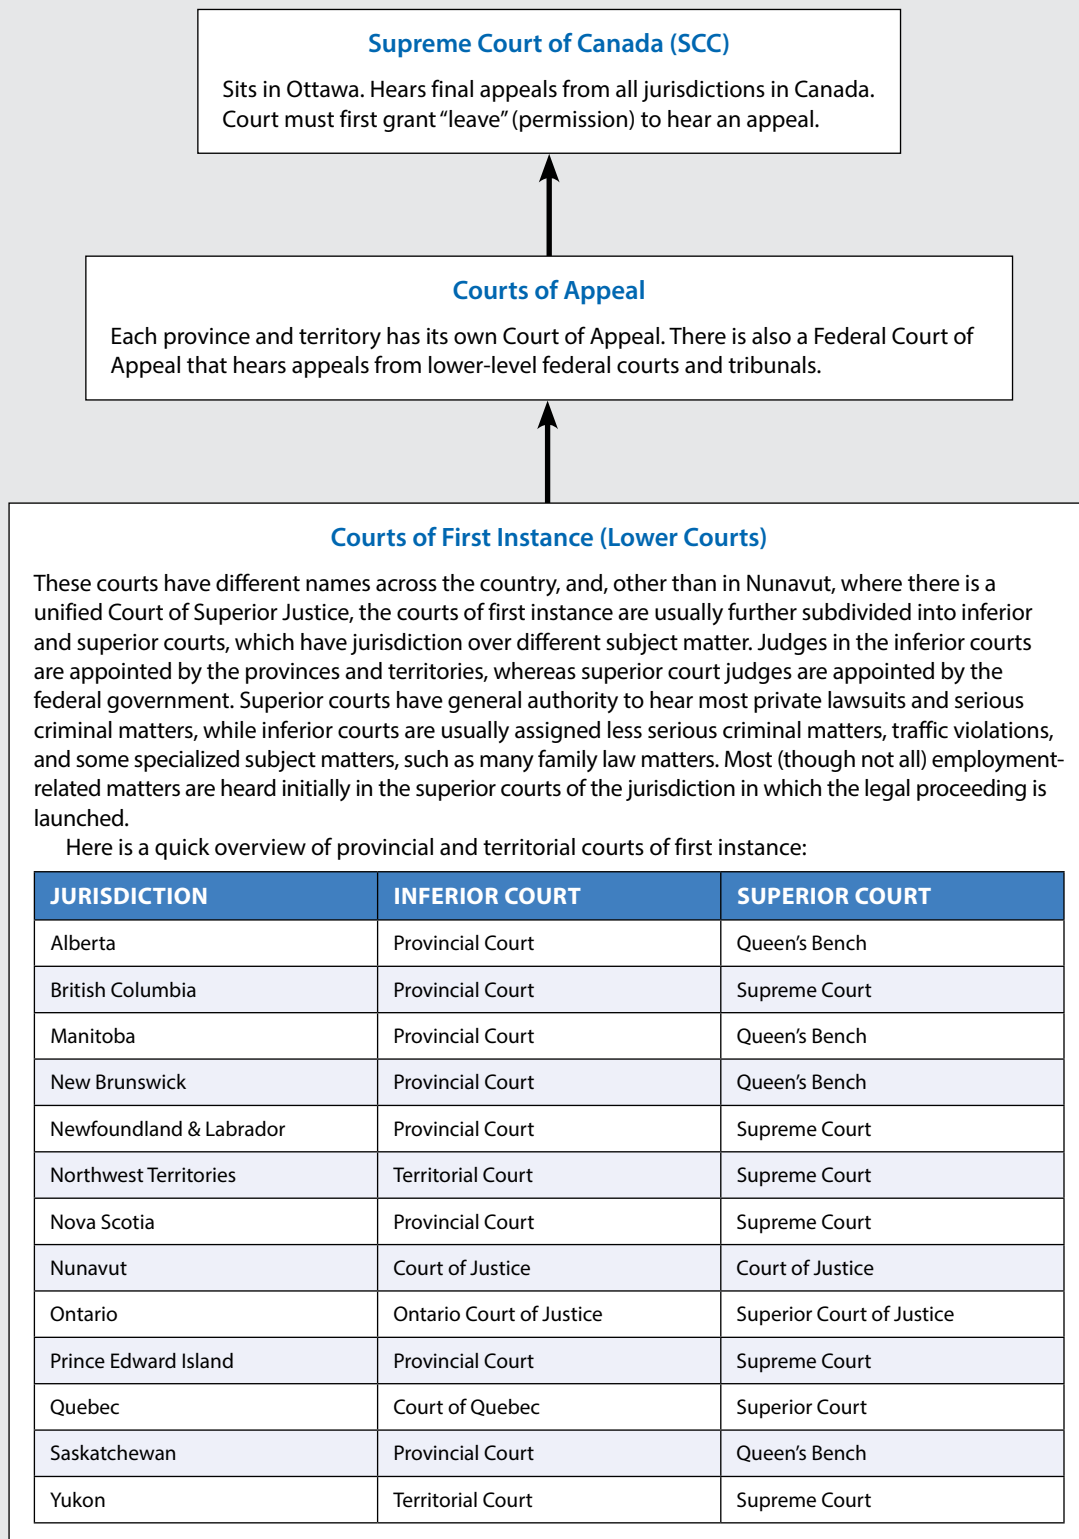 Supreme Court of Canada (SCC)
Sits in Ottawa. Hears final appeals from all jurisdictions in Canada.
Court must first grant “leave” (permission) to hear an appeal.
Courts of Appeal
Each province and territory has its own Court of Appeal. There is also a Federal Court of
Appeal that hears appeals from lower-level federal courts and tribunals.
Courts of First Instance (Lower Courts)
These courts have different names across the country, and, other than in Nunavut, where there is a
unified Court of Superior Justice, the courts of first instance are usually further subdivided into inferior
and superior courts, which have jurisdiction over different subject matter. Judges in the inferior courts
are appointed by the provinces and territories, whereas superior court judges are appointed by the
federal government. Superior courts have general authority to hear most private lawsuits and serious
criminal matters, while inferior courts are usually assigned less serious criminal matters, traffic violations,
and some specialized subject matters, such as many family law matters. Most (though not all) employment-
related matters are heard initially in the superior courts of the jurisdiction in which the legal proceeding is
launched.
Here is a quick overview of provincial and territorial courts of first instance:
JURISDICTION INFERIOR COURT SUPERIOR COURT
Alberta Provincial Court Queen’s Bench
British Columbia Provincial Court Supreme Court
Manitoba Provincial Court Queen’s Bench
New Brunswick Provincial Court Queen’s Bench
Newfoundland & Labrador Provincial Court Supreme Court
Northwest Territories Territorial Court Supreme Court
Nova Scotia Provincial Court Supreme Court
Nunavut Court of Justice Court of Justice
Ontario Ontario Court of Justice Superior Court of Justice
Prince Edward Island Provincial Court Supreme Court
Quebec Court of Quebec Superior Court
Saskatchewan Provincial Court Queen’s Bench
Yukon Territorial Court Supreme Court